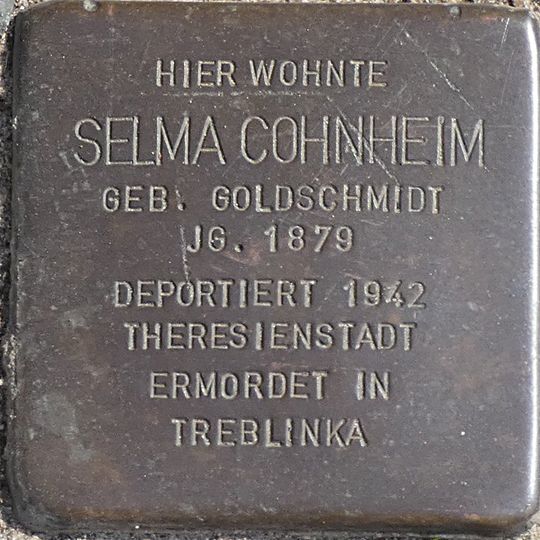 HIER WOHNTE
SELMA COHNHEIM
GEB. GOLDSCHMIDT
JG. 1879
DEPORTIERT 1942
THERESIENSTADT
ERMORDET IN
TREBLINKA